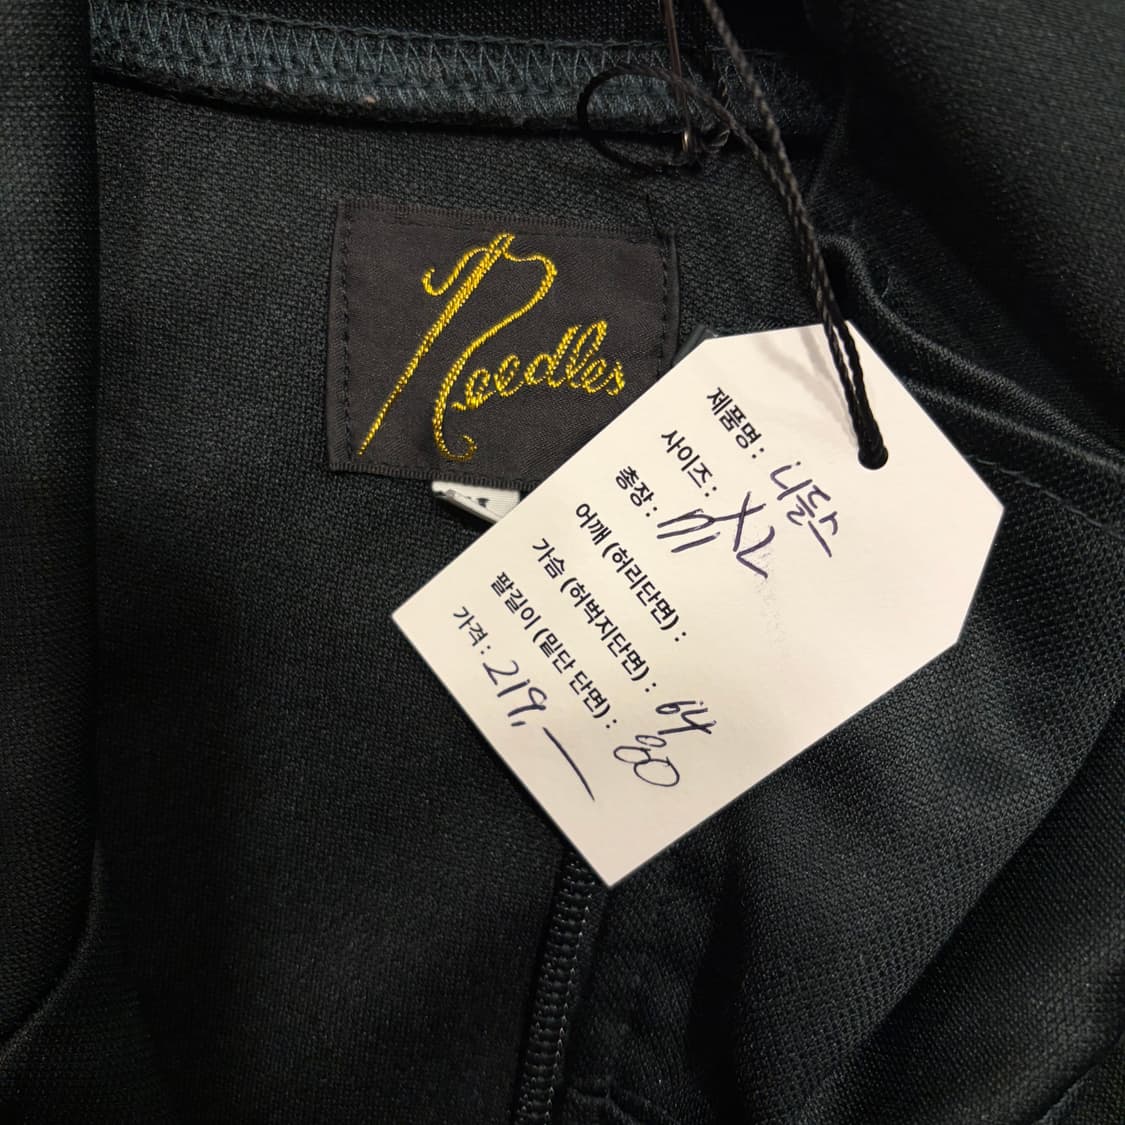 Needles
제품명 : 니들스
사이즈 : XL
총장 : 71
어깨 (허리단면) :
가슴 (허벅지단면) : 64
팔길이 (밑단 단면) : 80
가격 : 219,—